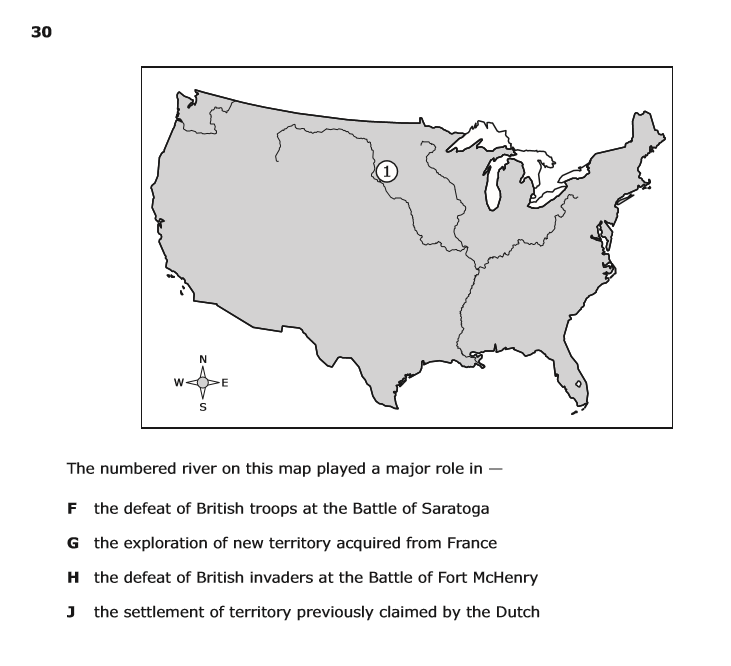 30
1
N
W E
S
The numbered river on this map played a major role in —
F the defeat of British troops at the Battle of Saratoga
G the exploration of new territory acquired from France
H the defeat of British invaders at the Battle of Fort McHenry
J the settlement of territory previously claimed by the Dutch